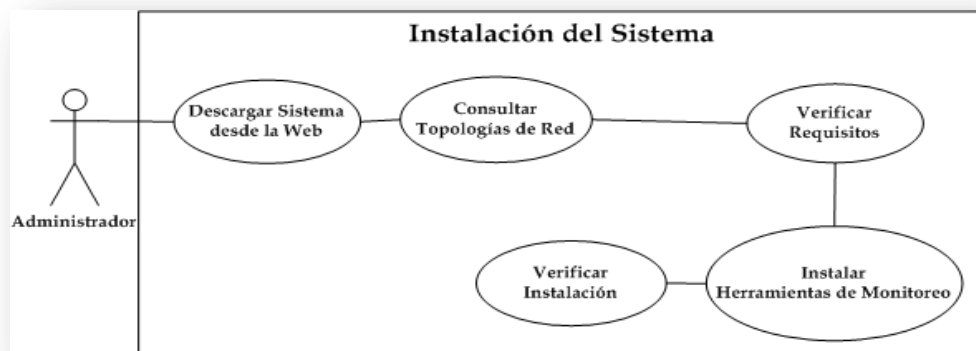 Instalación del Sistema
Descargar Sistema
desde la Web
Consultar
Topologías de Red
Verificar
Requisitos
Administrador
Verificar
Instalación
Instalar
Herramientas de Monitoreo